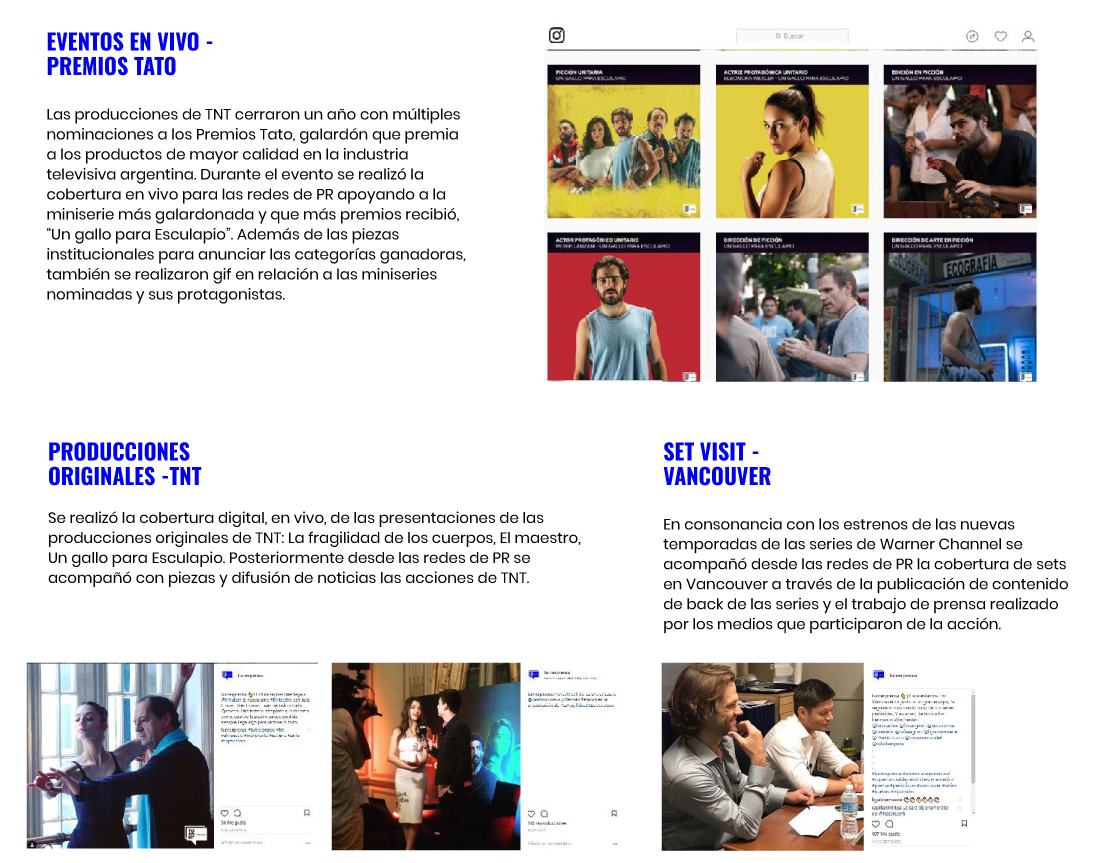 EVENTOS EN VIVO -
PREMIOS TATO
Las producciones de TNT cerraron un año con múltiples
nominaciones a los Premios Tato, galardón que premia
a los productos de mayor calidad en la industria
televisiva argentina. Durante el evento se realizó la
cobertura en vivo para las redes de PR apoyando a la
miniserie más galardonada y que más premios recibió,
“Un gallo para Esculapio”. Además de las piezas
institucionales para anunciar las categorías ganadoras,
también se realizaron gif en relación a las miniseries
nominadas y sus protagonistas.
Buscar
FICCIÓN UNITARIA
UN GALLO PARA ESCULAPIO
ACTRIZ PROTAGÓNICA UNITARIO
ELEONORA WEXLER - UN GALLO PARA ESCULAPIO
EDICIÓN EN FICCIÓN
UN GALLO PARA ESCULAPIO
ACTOR PROTAGÓNICO UNITARIO
PETER LANZANI - UN GALLO PARA ESCULAPIO
DIRECCIÓN DE FICCIÓN
UN GALLO PARA ESCULAPIO
DIRECCIÓN DE ARTE EN FICCIÓN
UN GALLO PARA ESCULAPIO
ECOGRAFIA
PRODUCCIONES
ORIGINALES -TNT
Se realizó la cobertura digital, en vivo, de las presentaciones de las
producciones originales de TNT: La fragilidad de los cuerpos, El maestro,
Un gallo para Esculapio. Posteriormente desde las redes de PR se
acompañó con piezas y difusión de noticias las acciones de TNT.
SET VISIT -
VANCOUVER
En consonancia con los estrenos de las nuevas
temporadas de las series de Warner Channel se
acompañó desde las redes de PR la cobertura de sets
en Vancouver a través de la publicación de contenido
de back de las series y el trabajo de prensa realizado
por los medios que participaron de la acción.